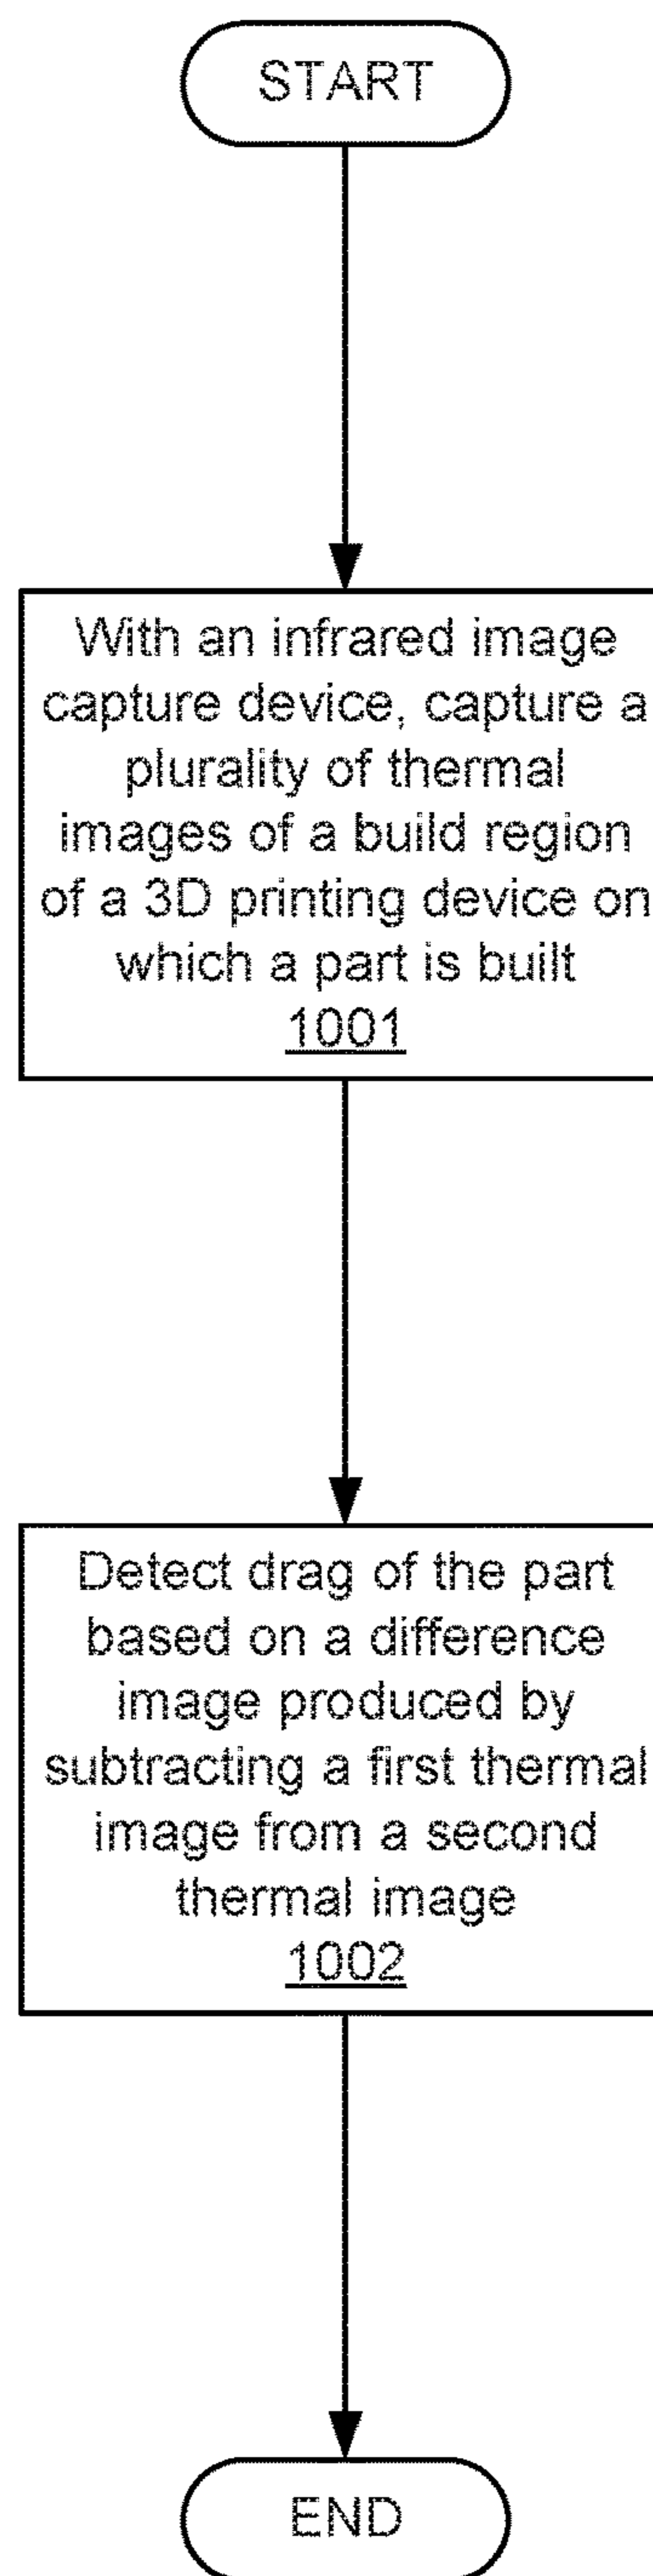 START
With an infrared image
capture device, capture a
plurality of thermal
images of a build region
of a 3D printing device on
which a part is built
1001
Detect drag of the part
based on a difference
image produced by
subtracting a first thermal
image from a second
thermal image
1002
END